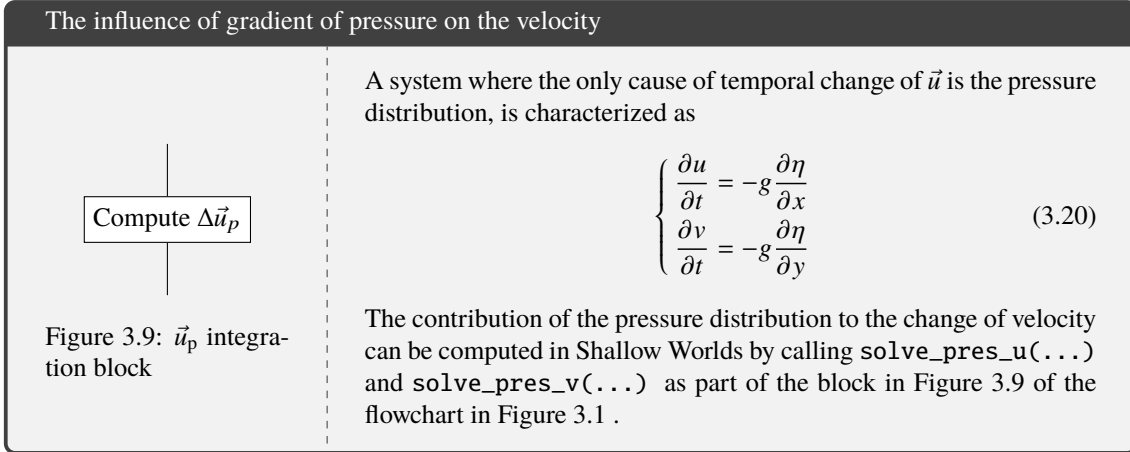 The influence of gradient of pressure on the velocity
Compute Δu⃗ₚ
Figure 3.9: u⃗ₚ integra-
tion block
A system where the only cause of temporal change of u⃗ is the pressure
distribution, is characterized as
∂u/∂t = −g ∂η/∂x
∂v/∂t = −g ∂η/∂y
(3.20)
The contribution of the pressure distribution to the change of velocity
can be computed in Shallow Worlds by calling solve_pres_u(...)
and solve_pres_v(...) as part of the block in Figure 3.9 of the
flowchart in Figure 3.1 .